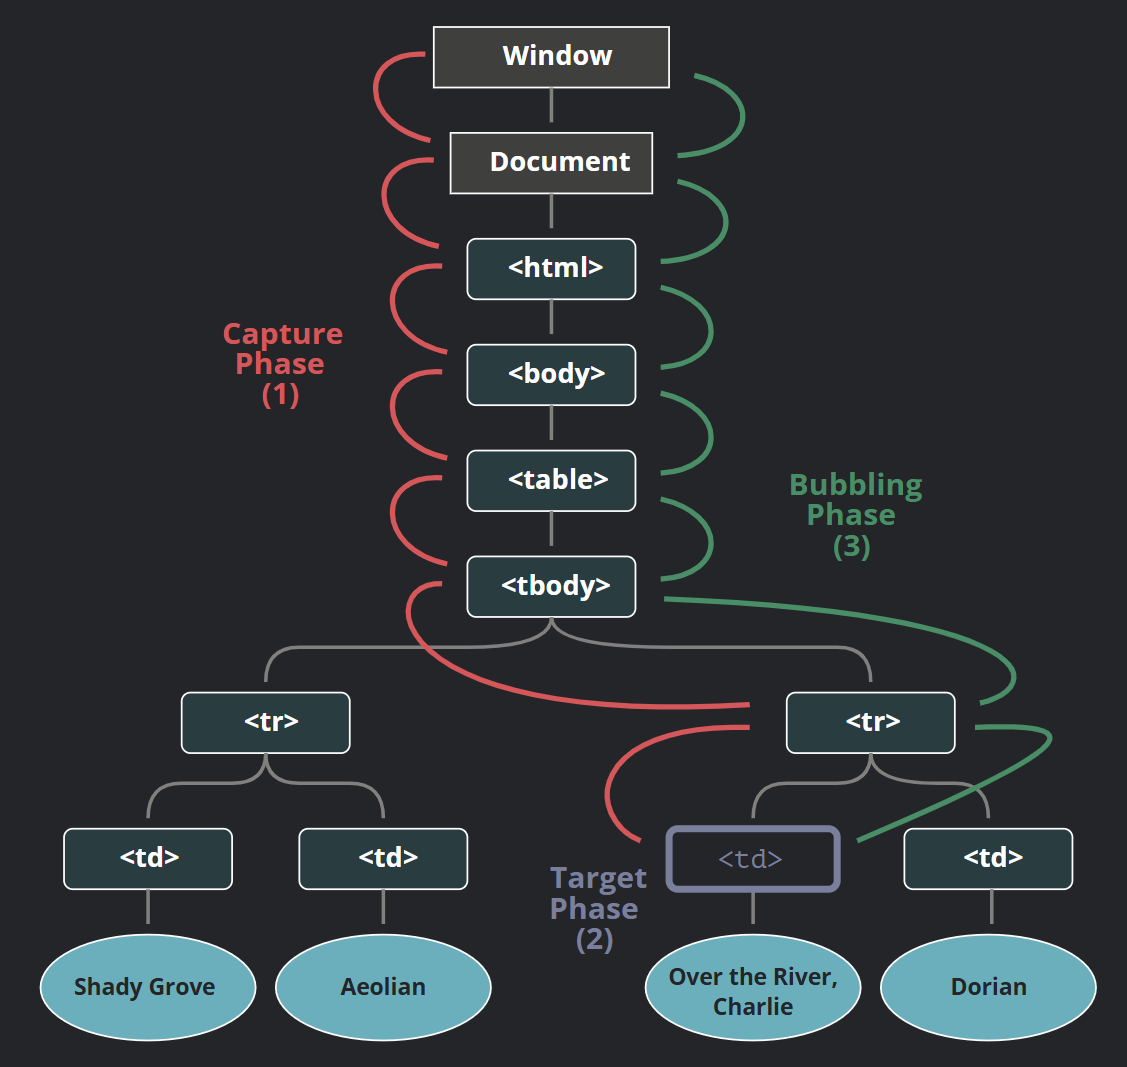 Window
Document
<html>
Capture
Phase
(1)
<body>
<table>
Bubbling
Phase
(3)
<tbody>
<tr>
<tr>
<td>
<td>
<td>
<td>
Target
Phase
(2)
Shady Grove
Aeolian
Over the River,
Charlie
Dorian